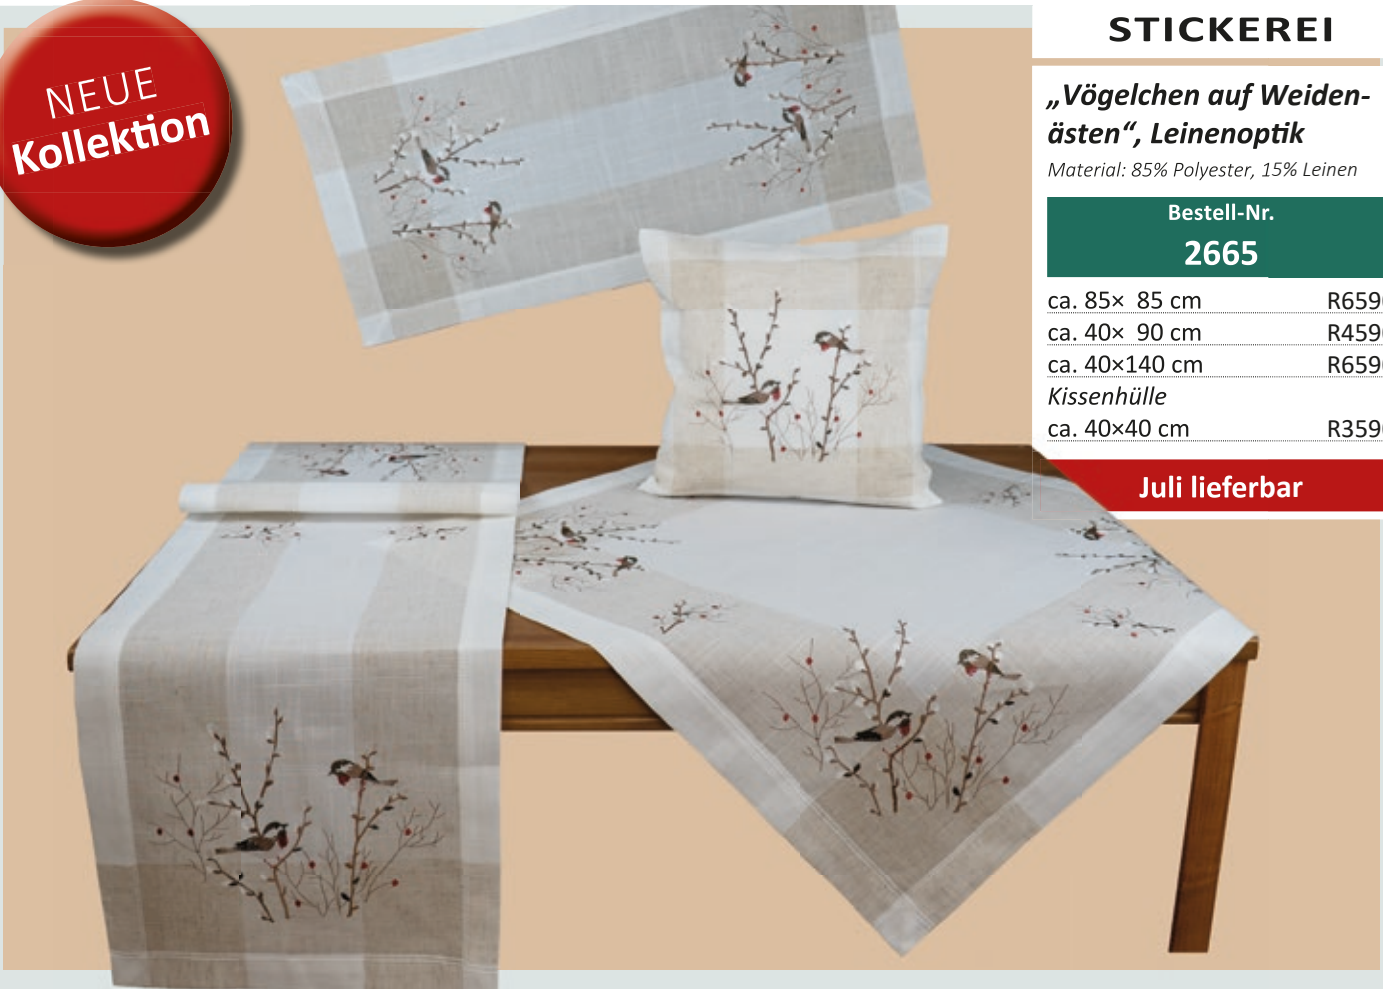 NEUE
Kollektion
STICKEREI
„Vögelchen auf Weiden-
ästen“, Leinenoptik
Material: 85% Polyester, 15% Leinen
Bestell-Nr.
2665
ca. 85× 85 cm
ca. 40× 90 cm
ca. 40×140 cm
Kissenhülle
ca. 40×40 cm
Juli lieferbar